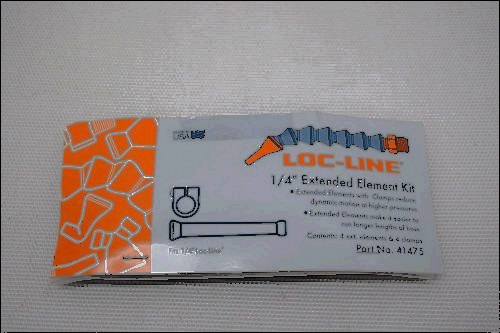 USA
LOC-LINE®
1/4" Extended Element Kit
• Extended Elements with Clamps reduce
dynamic motion at higher pressures
• Extended Elements make it easier to
run longer lengths of hose
Contents: 4 ext. elements & 4 clamps
Part No. 41475
Fits 1/4" Loc-Line®